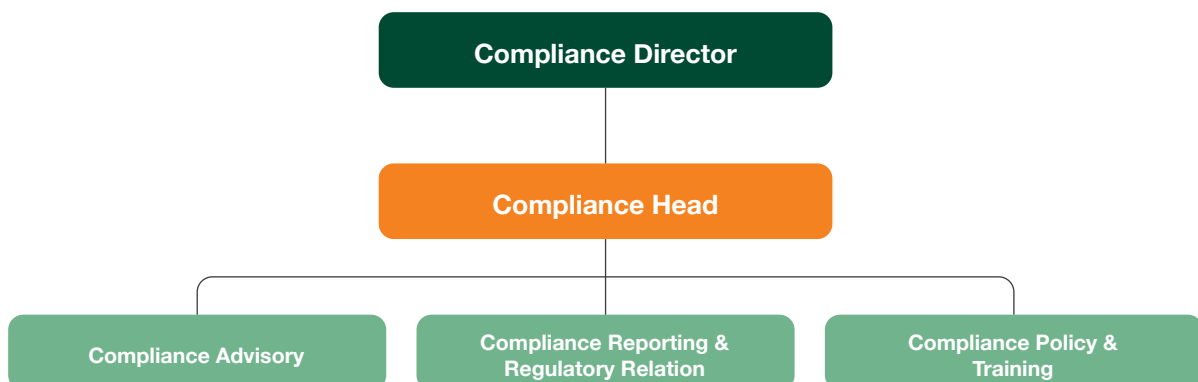 Compliance Director
Compliance Head
Compliance Advisory
Compliance Reporting &
Regulatory Relation
Compliance Policy &
Training